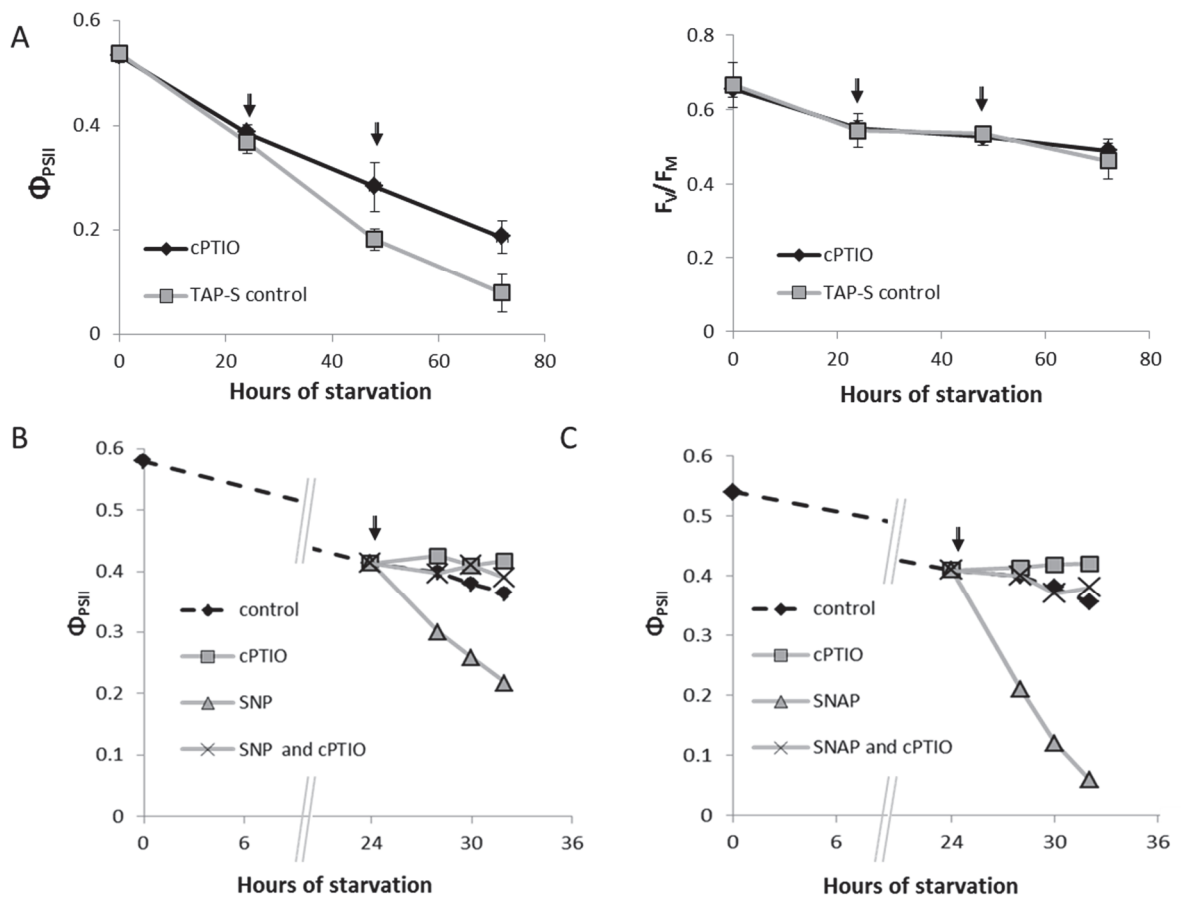 A
0.6
0.4
0.2
0
ΦPSII
cPTIO
TAP-S control
0 20 40 60 80
Hours of starvation
0.8
0.6
0.4
0.2
0
FV/FM
cPTIO
TAP-S control
0 20 40 60 80
Hours of starvation
B
0.6
0.5
0.4
0.3
0.2
0.1
0
ΦPSII
control
cPTIO
SNP
SNP and cPTIO
0 6 24 30 36
Hours of starvation
C
0.6
0.5
0.4
0.3
0.2
0.1
0
ΦPSII
control
cPTIO
SNAP
SNAP and cPTIO
0 6 24 30 36
Hours of starvation